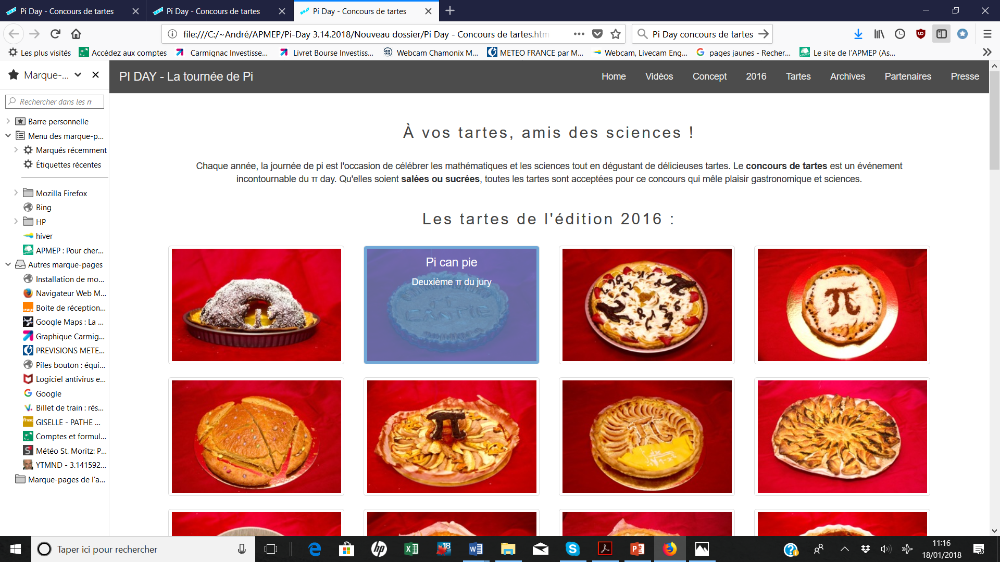 Pi Day - Concours de tartes
Pi Day - Concours de tartes
Pi Day - Concours de tartes
file:///C:/~André/APMEP/Pi-Day 3.14.2018/Nouveau dossier/Pi Day - Concours de tartes.htm
Pi Day concours de tartes
Les plus visités
Accédez aux comptes
Carmignac Investisse...
Livret Bourse Investiss...
Webcam Chamonix M...
METEO FRANCE par M...
Webcam, Livecam Eng...
pages jaunes - Recher...
Le site de l'APMEP (As...
Marque-...
Rechercher dans les m
Barre personnelle
Menu des marque-p...
Marqués récemment
Étiquettes récentes
Mozilla Firefox
Bing
HP
hiver
APMEP : Pour cher...
Autres marque-pages
Installation de mo...
Navigateur Web M...
Boite de réception...
Google Maps : La ...
Graphique Carmig...
PREVISIONS METE...
Piles bouton : équi...
Logiciel antivirus e...
Google
Billet de train : rés...
GISELLE - PATHE ...
Comptes et formul...
Météo St. Moritz: P...
YTMND - 3.141592...
Marque-pages de l'a...
PI DAY - La tournée de Pi
Home Vidéos Concept 2016 Tartes Archives Partenaires Presse
À vos tartes, amis des sciences !
Chaque année, la journée de pi est l'occasion de célébrer les mathématiques et les sciences tout en dégustant de délicieuses tartes. Le concours de tartes est un événement
incontournable du π day. Qu'elles soient salées ou sucrées, toutes les tartes sont acceptées pour ce concours qui mêle plaisir gastronomique et sciences.
Les tartes de l'édition 2016 :
Pi can pie
Deuxième π du jury
Pi
CAN PIE
π
π
π
Taper ici pour rechercher
11:16
18/01/2018